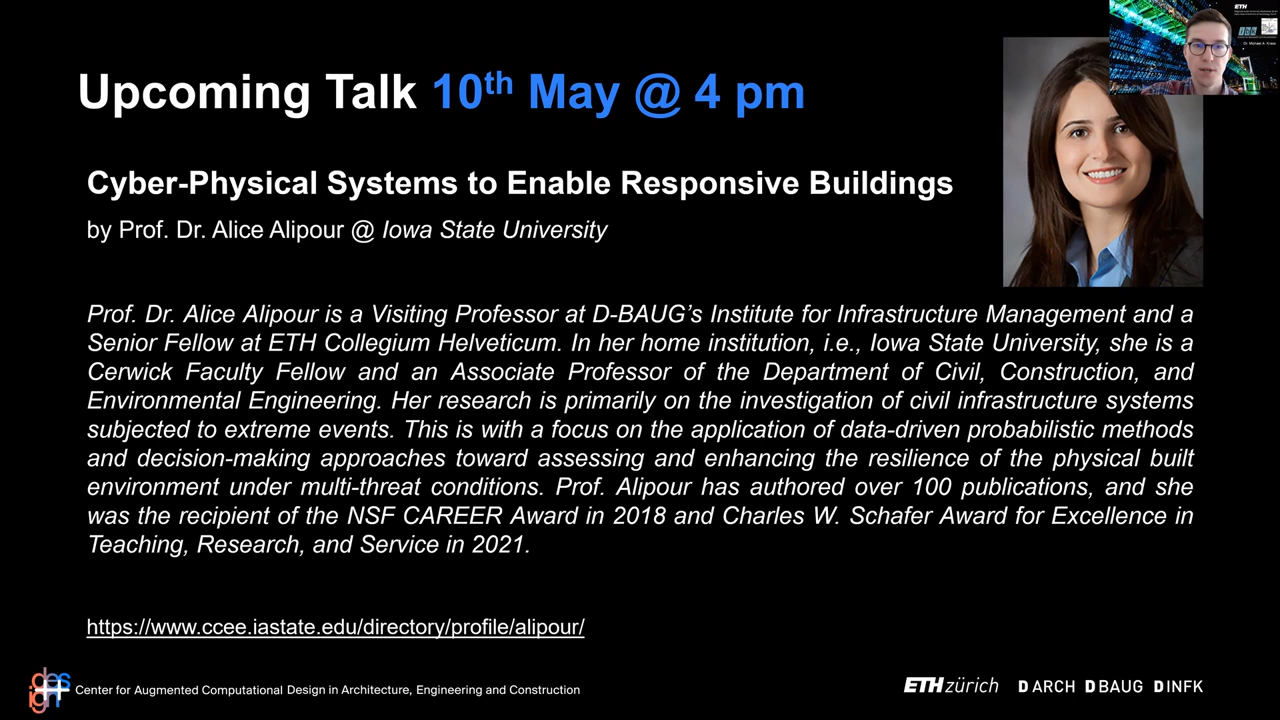 Upcoming Talk 10th May @ 4 pm
Cyber-Physical Systems to Enable Responsive Buildings
by Prof. Dr. Alice Alipour @ Iowa State University
Prof. Dr. Alice Alipour is a Visiting Professor at D-BAUG’s Institute for Infrastructure Management and a
Senior Fellow at ETH Collegium Helveticum. In her home institution, i.e., Iowa State University, she is a
Cerwick Faculty Fellow and an Associate Professor of the Department of Civil, Construction, and
Environmental Engineering. Her research is primarily on the investigation of civil infrastructure systems
subjected to extreme events. This is with a focus on the application of data-driven probabilistic methods
and decision-making approaches toward assessing and enhancing the resilience of the physical built
environment under multi-threat conditions. Prof. Alipour has authored over 100 publications, and she
was the recipient of the NSF CAREER Award in 2018 and Charles W. Schafer Award for Excellence in
Teaching, Research, and Service in 2021.
https://www.ccee.iastate.edu/directory/profile/alipour/
design++
Center for Augmented Computational Design in Architecture, Engineering and Construction
ETH zürich D ARCH D BAUG D INFK
ETH
ibk
Dr. Michael A. Kraus